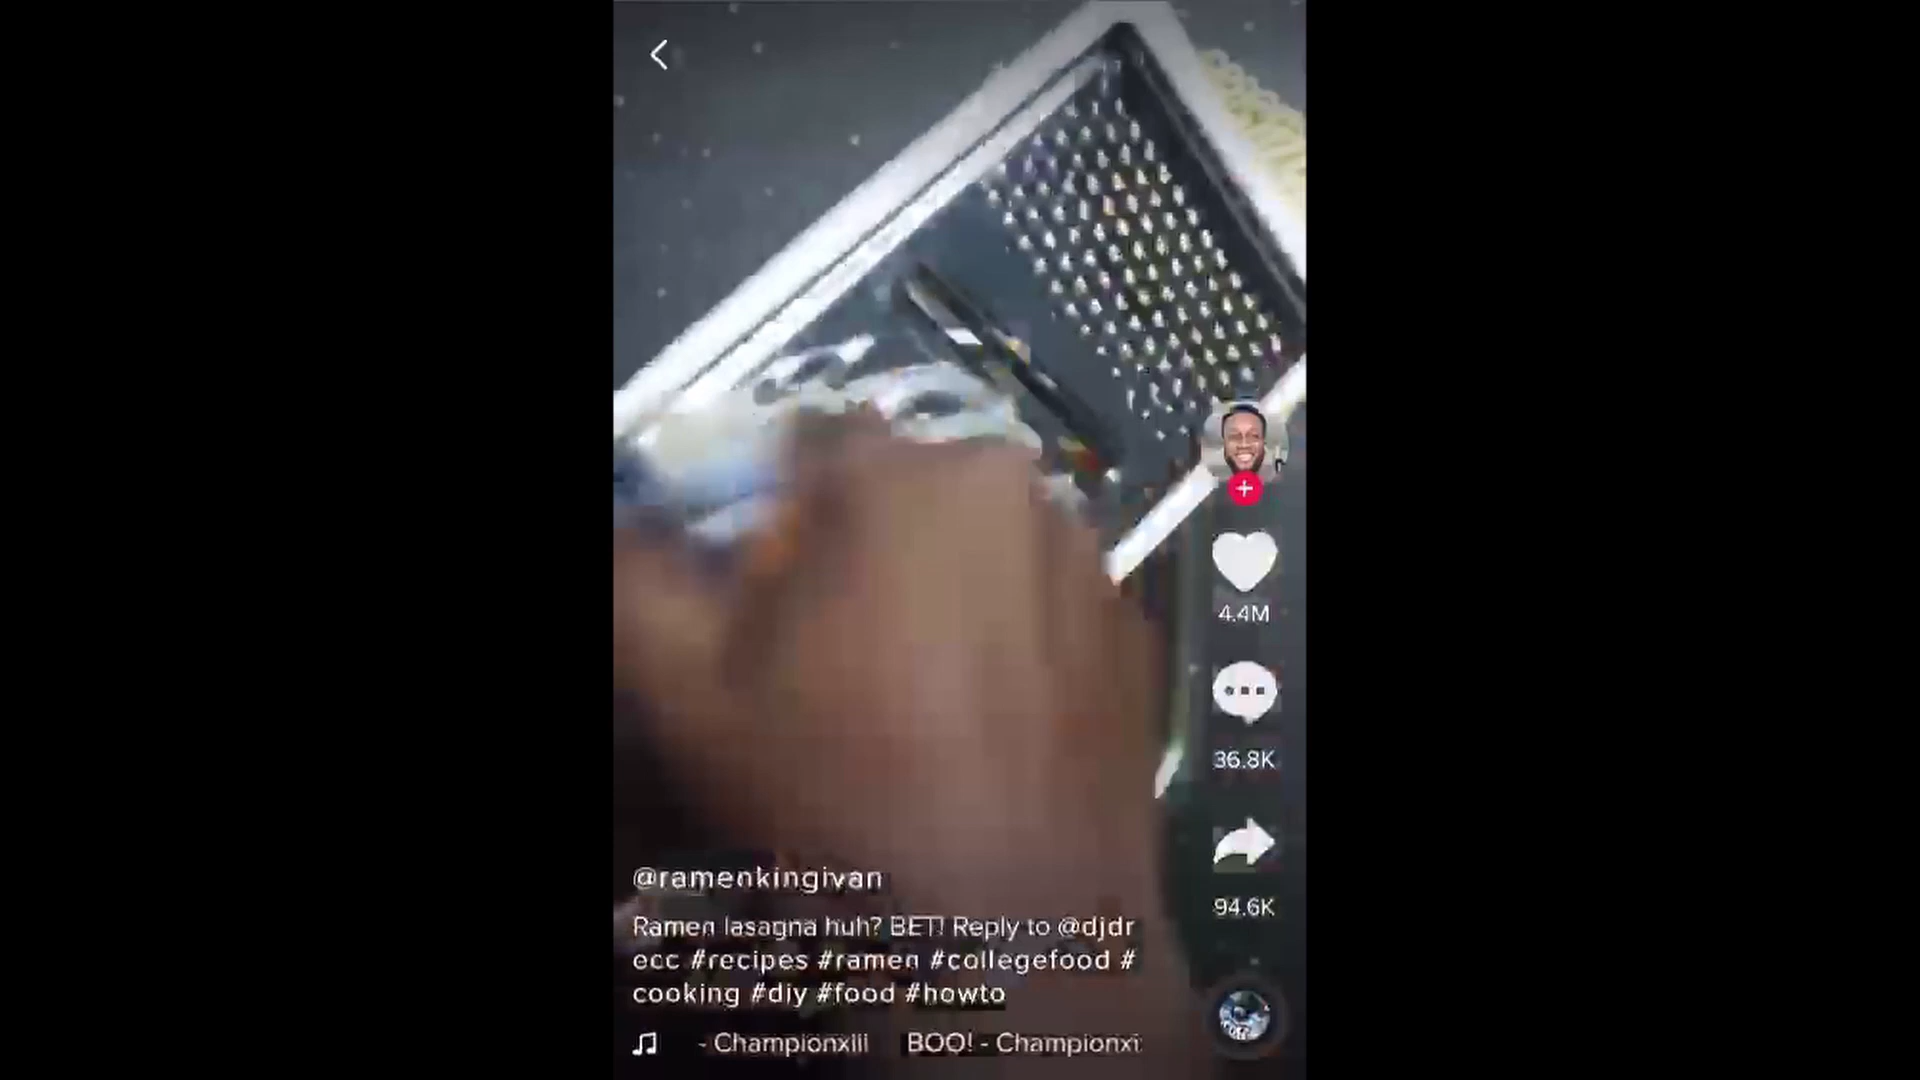 4.4M
36.8K
94.6K
@ramenkingivan
Ramen lasagna huh? BET! Reply to @djdr
ecc #recipes #ramen #collegefood #
cooking #diy #food #howto
- Championxiii BOO! - Championxi